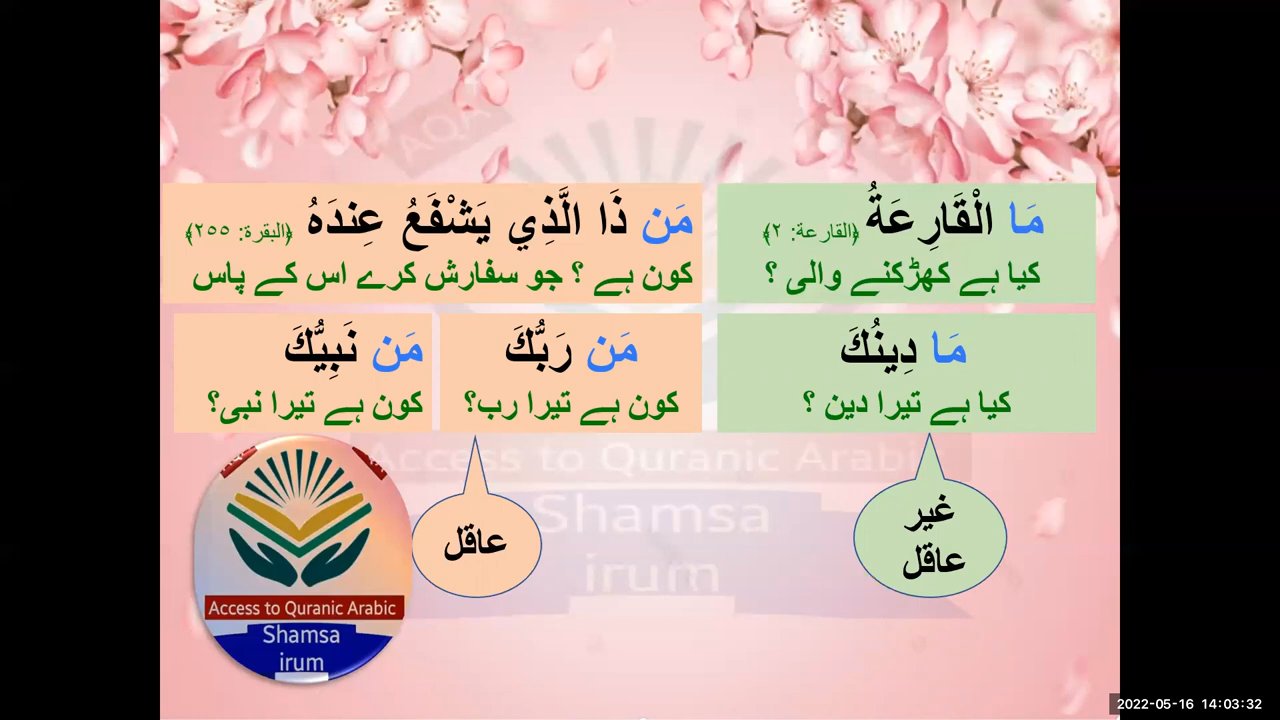 مَا الْقَارِعَةُ ﴿القارعة: ٢﴾
کیا ہے کھڑکنے والی ؟
مَن ذَا الَّذِي يَشْفَعُ عِندَهُ ﴿البقرة: ٢٥٥﴾
کون ہے ؟ جو سفارش کرے اس کے پاس
مَا دِينُكَ
کیا ہے تیرا دین ؟
مَن رَبُّكَ
کون ہے تیرا رب؟
مَن نَبِيُّكَ
کون ہے تیرا نبی؟
غیر
عاقل
عاقل
Access to Quranic Arabic
Shamsa
irum
AQA
Access to Quranic Arabi
Shamsa
irum
2022-05-16 14:03:32